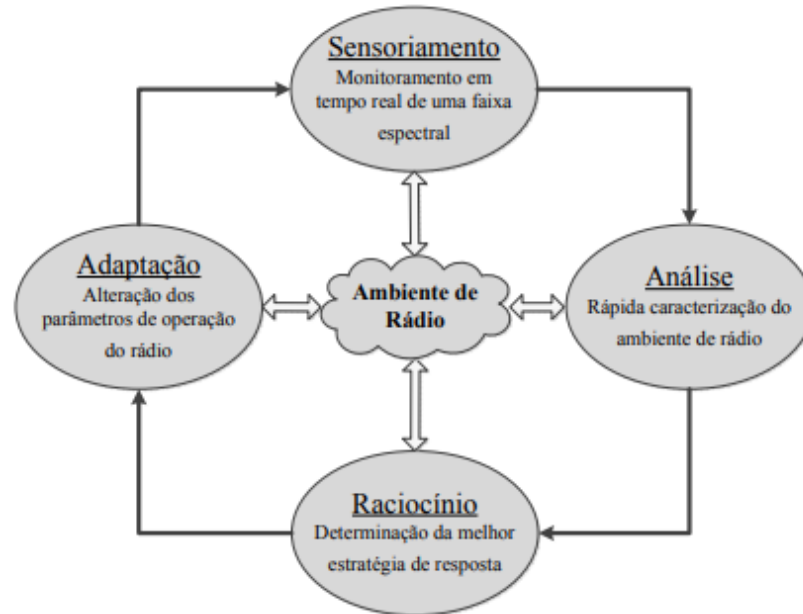 Sensoriamento
Monitoramento em
tempo real de uma faixa
espectral
Adaptação
Alteração dos
parâmetros de operação
do rádio
Ambiente de
Rádio
Análise
Rápida caracterização do
ambiente de rádio
Raciocínio
Determinação da melhor
estratégia de resposta